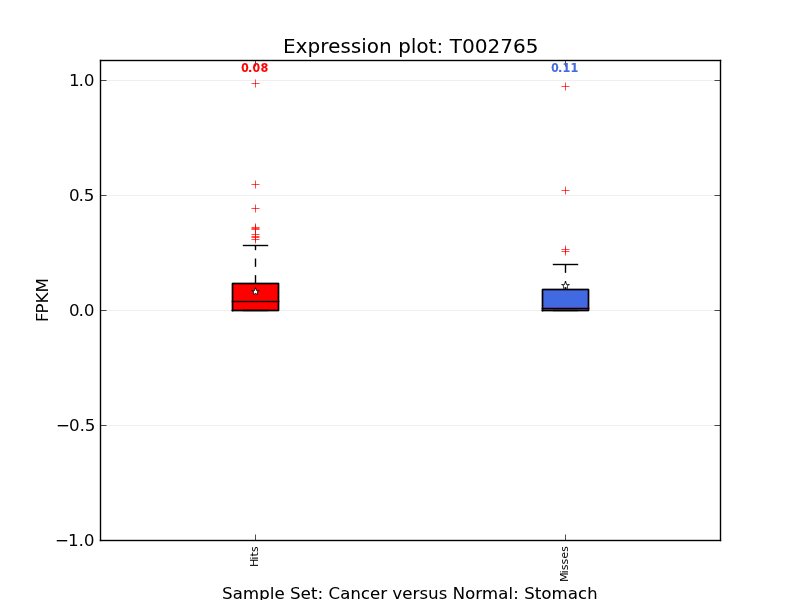 Expression plot: T002765
0.08 0.11
1.0
0.5
0.0
−0.5
−1.0
FPKM
Hits Misses
Sample Set: Cancer versus Normal: Stomach